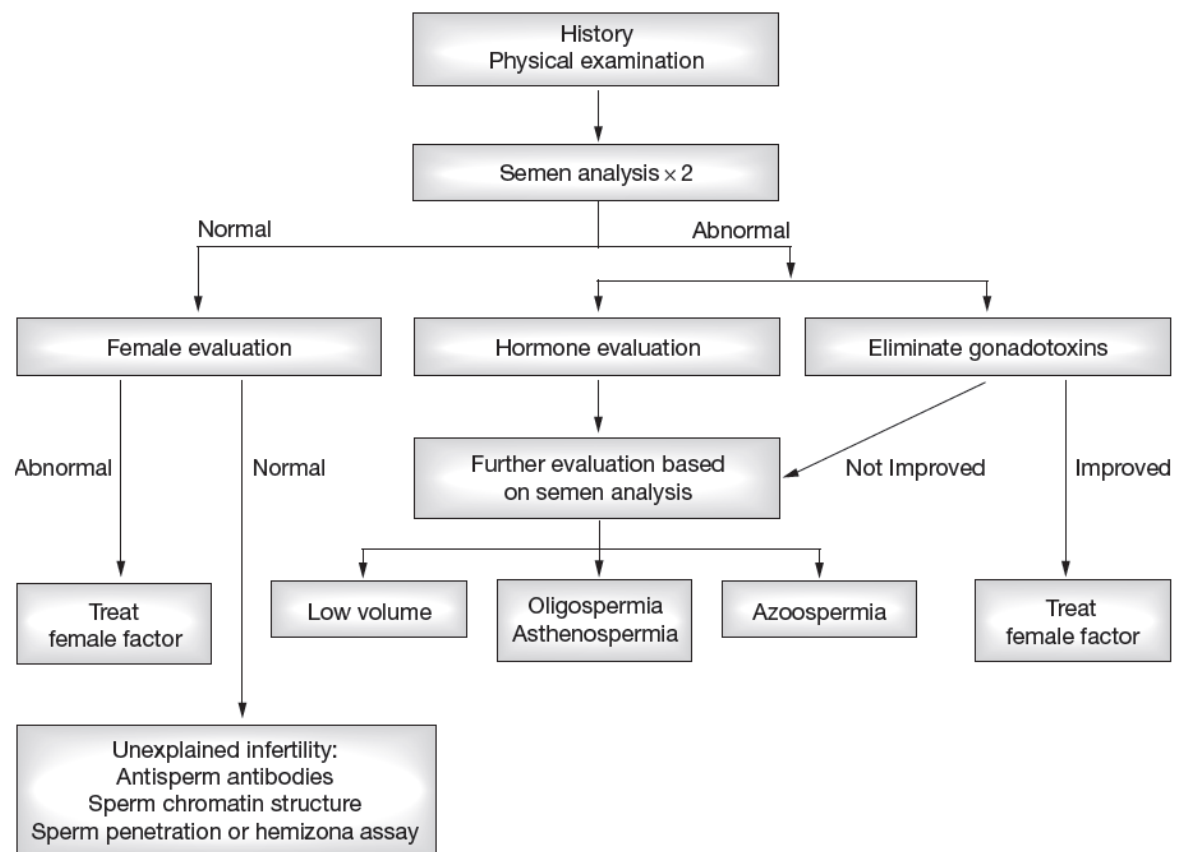 History
Physical examination
Semen analysis × 2
Normal
Abnormal
Female evaluation
Hormone evaluation
Eliminate gonadotoxins
Abnormal
Normal
Further evaluation based
on semen analysis
Not Improved
Improved
Treat
female factor
Low volume
Oligospermia
Asthenospermia
Azoospermia
Treat
female factor
Unexplained infertility:
Antisperm antibodies
Sperm chromatin structure
Sperm penetration or hemizona assay